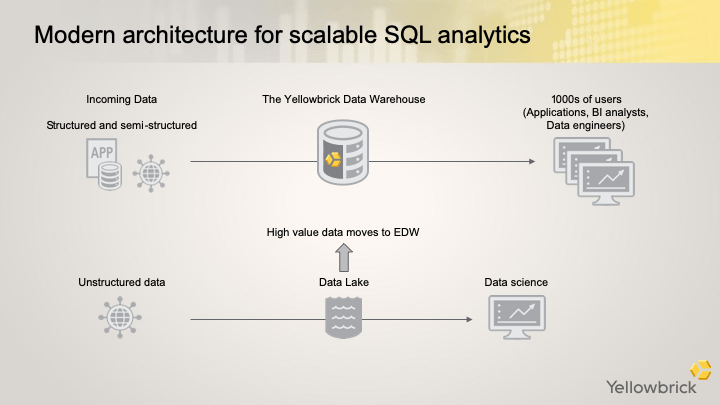 Modern architecture for scalable SQL analytics
Incoming Data
Structured and semi-structured
APP
The Yellowbrick Data Warehouse
1000s of users
(Applications, BI analysts,
Data engineers)
High value data moves to EDW
Unstructured data
Data Lake
Data science
Yellowbrick